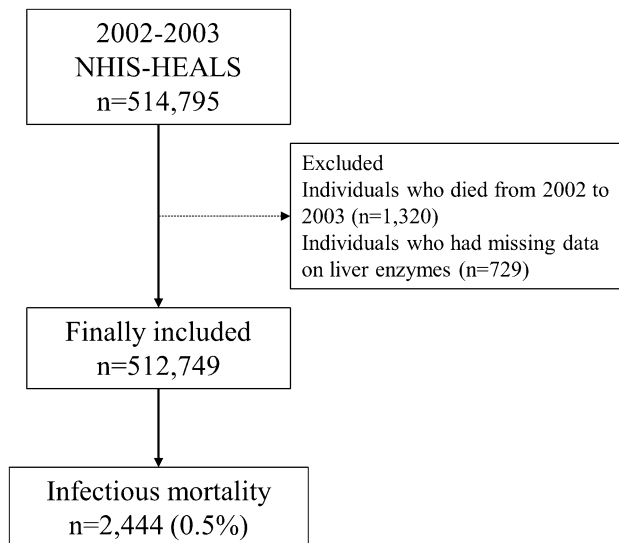 2002-2003
NHIS-HEALS
n=514,795
Excluded
Individuals who died from 2002 to
2003 (n=1,320)
Individuals who had missing data
on liver enzymes (n=729)
Finally included
n=512,749
Infectious mortality
n=2,444 (0.5%)